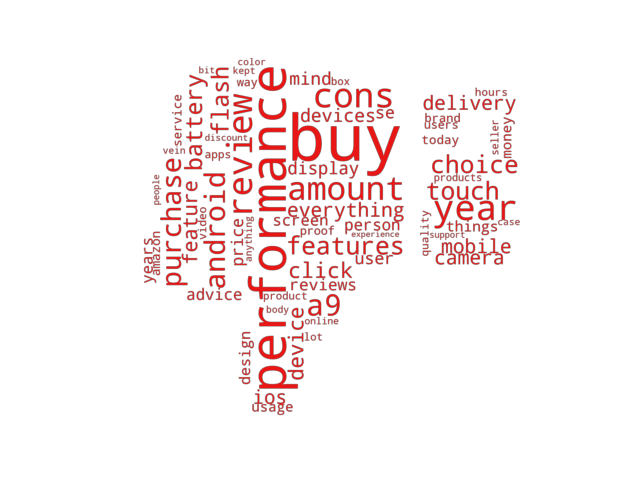 color
bit
kept
way
mind
box
performance
. flash
battery
cons
hours
delivery
review
service
devices
se
brand
users
buy
money
seller
discount
today
vein
apps
purchase
feature
android
display
choice
products
people
amount
touch
year
everything
video
anything
price
screen
proof
person
experience
things
case
quality
support
features
mobile
camera
user
years
amazon
click
reviews
advice
product
a9
body
online
device
. lot
design
ios
usage